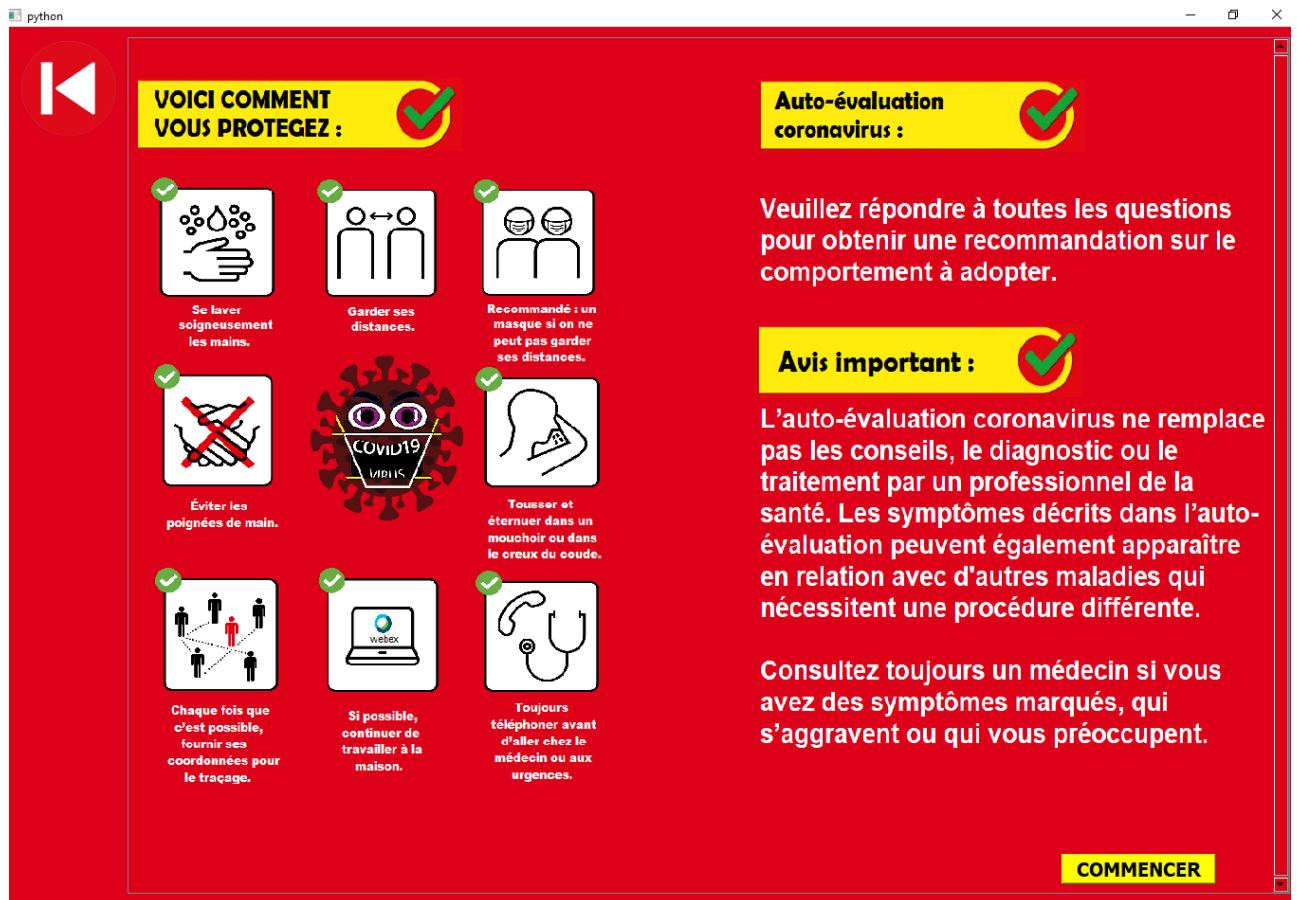 python
VOICI COMMENT
VOUS PROTEGEZ :
Se laver
soigneusement
les mains.
Garder ses
distances.
Recommandé : un
masque si on ne
peut pas garder
ses distances.
Éviter les
poignées de main.
COVID19
VIRUS
Tousser et
éternuer dans un
mouchoir ou dans
le creux du coude.
Chaque fois que
c'est possible,
fournir ses
coordonnées pour
le traçage.
webex
Si possible,
continuer de
travailler à la
maison.
Toujours
téléphoner avant
d'aller chez le
médecin ou aux
urgences.
Auto-évaluation
coronavirus :
Veuillez répondre à toutes les questions
pour obtenir une recommandation sur le
comportement à adopter.
Avis important :
L'auto-évaluation coronavirus ne remplace
pas les conseils, le diagnostic ou le
traitement par un professionnel de la
santé. Les symptômes décrits dans l'auto-
évaluation peuvent également apparaître
en relation avec d'autres maladies qui
nécessitent une procédure différente.
Consultez toujours un médecin si vous
avez des symptômes marqués, qui
s'aggravent ou qui vous préoccupent.
COMMENCER